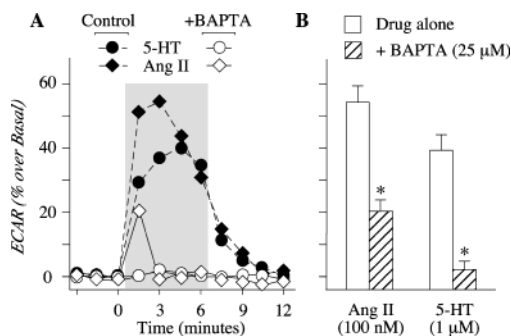 A
Control
+BAPTA
5-HT
Ang II
ECAR (% over Basal)
60
40
20
0
0
3
6
9
12
Time (minutes)
B
Drug alone
+ BAPTA (25 μM)
*
*
Ang II
(100 nM)
5-HT
(1 μM)